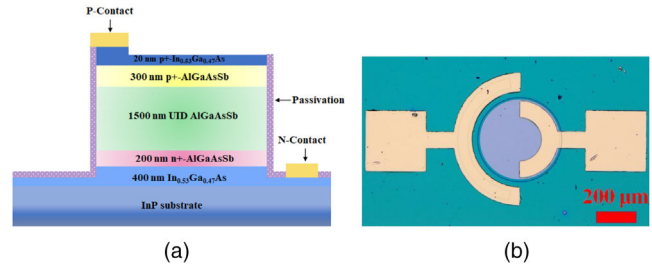 P-Contact
20 nm p+-In0.53Ga0.47As
300 nm p+-AlGaAsSb
1500 nm UID AlGaAsSb
Passivation
N-Contact
200 nm n+-AlGaAsSb
400 nm In0.53Ga0.47As
InP substrate
200 μm
(a)
(b)